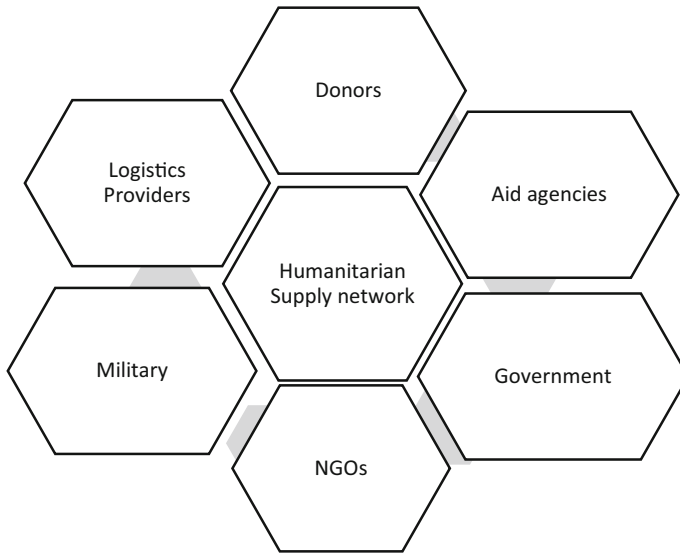 Donors
Logistics
Providers
Aid agencies
Humanitarian
Supply network
Military
Government
NGOs